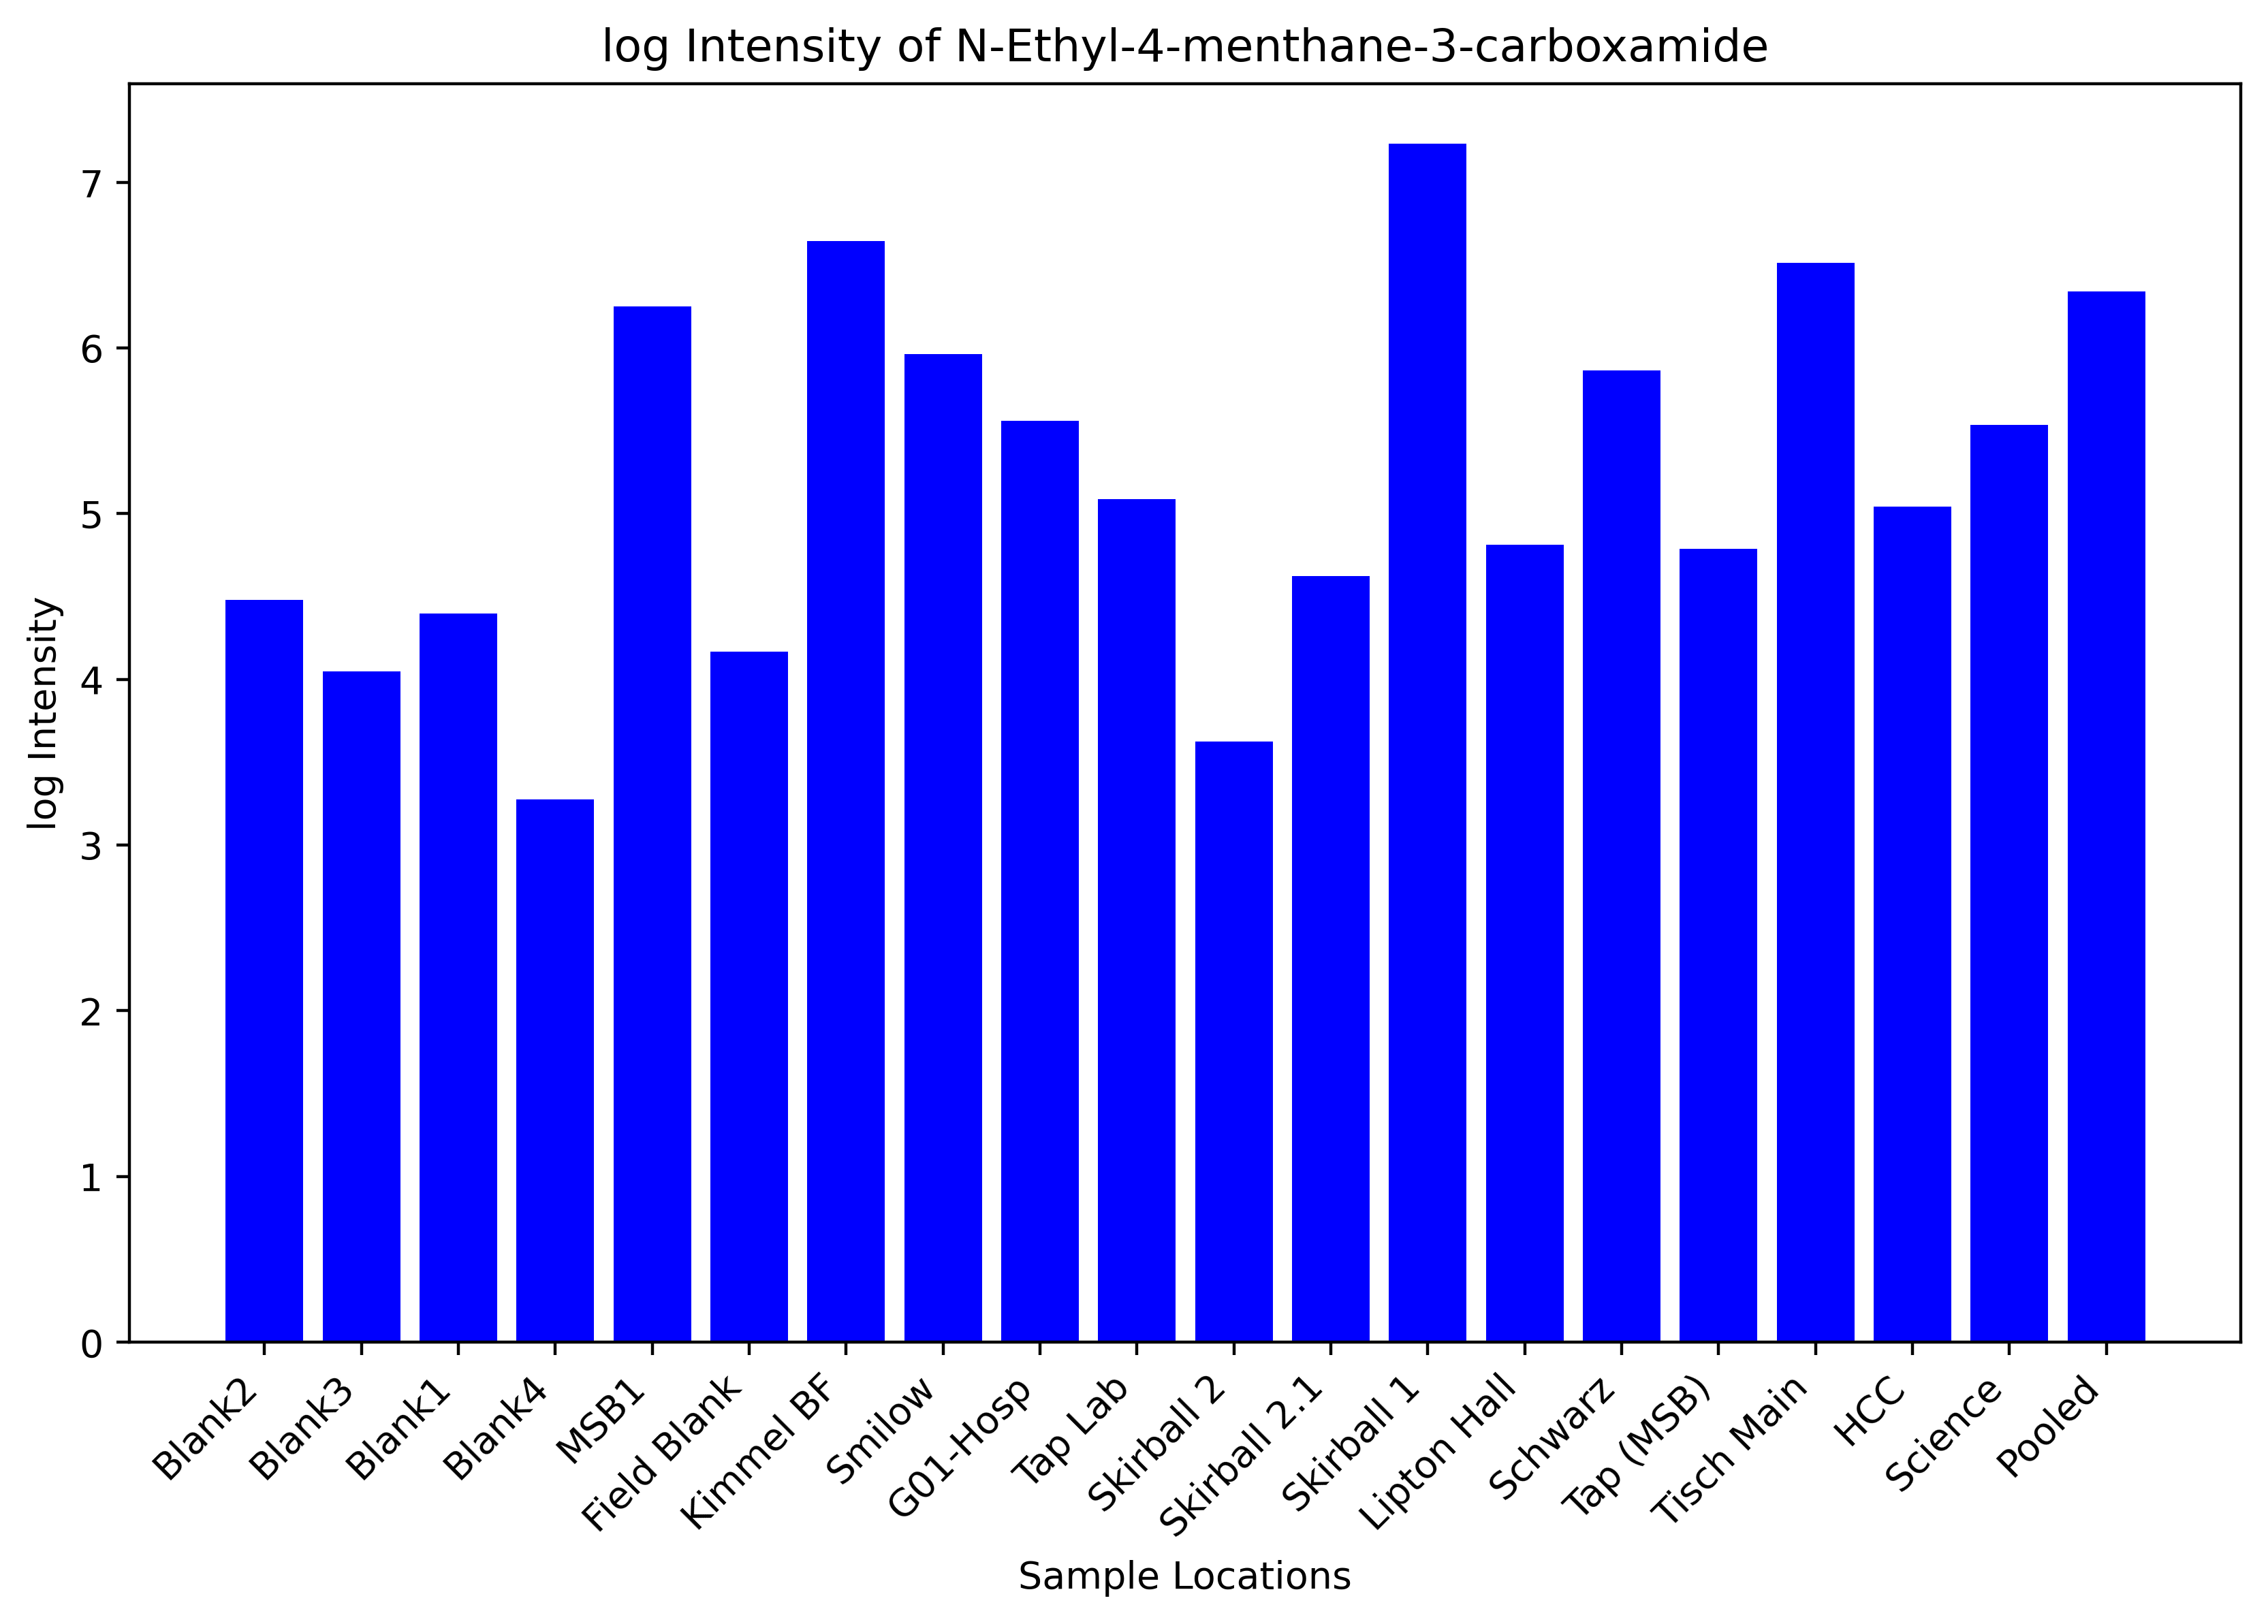 log Intensity of N-Ethyl-4-menthane-3-carboxamide
log Intensity
7
6
5
4
3
2
1
0
Blank2
Blank3
Blank1
Blank4
MSB1
Field Blank
Kimmel BF
Smilow
G01-Hosp
Tap Lab
Skirball 2
Skirball 2.1
Skirball 1
Lipton Hall
Schwarz
Tap (MSB)
Tisch Main
HCC
Science
Pooled
Sample Locations